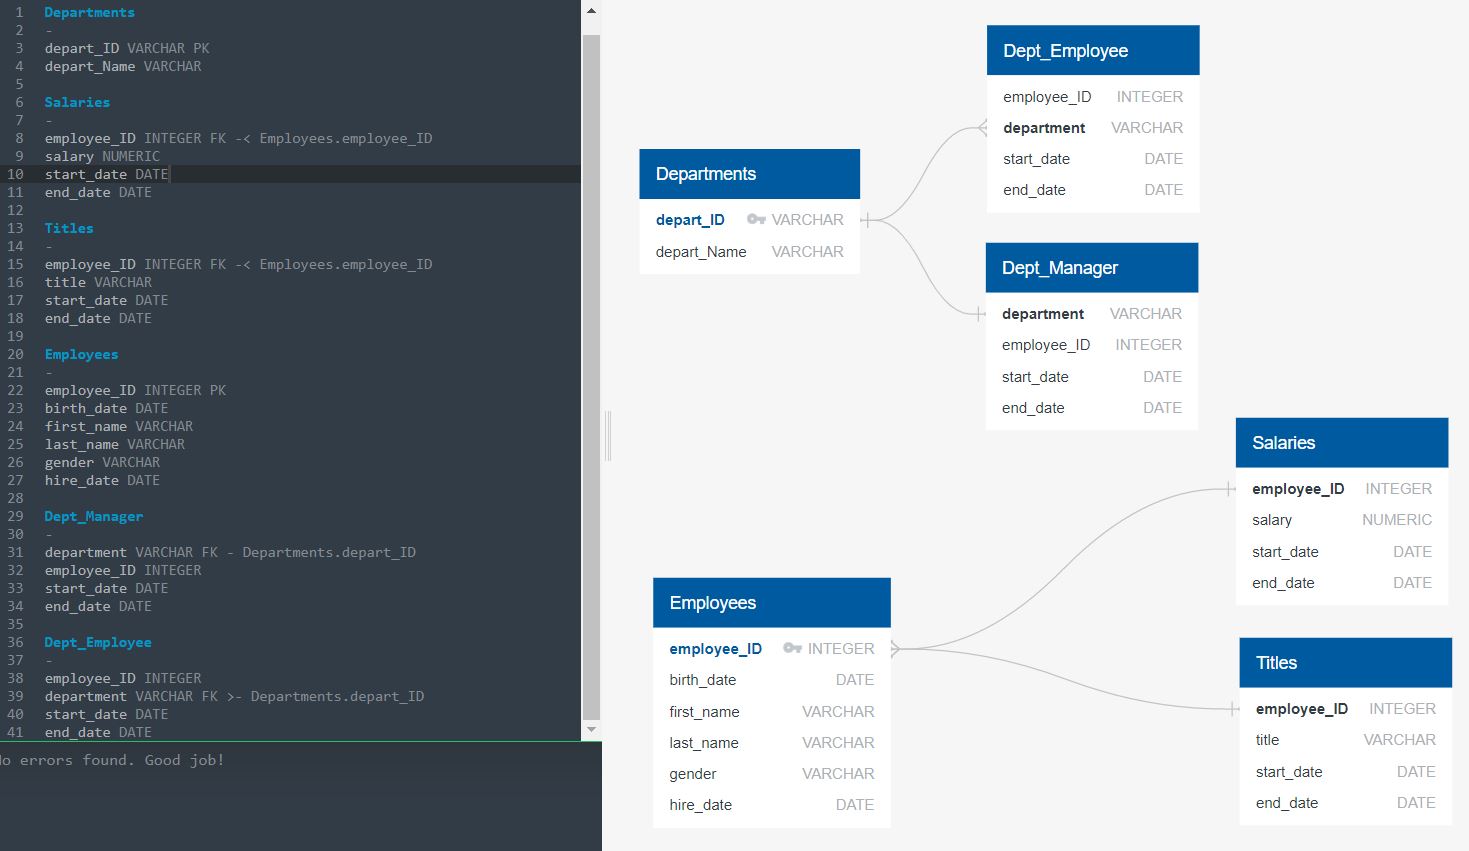 1 Departments
2 -
3 depart_ID VARCHAR PK
4 depart_Name VARCHAR
5
6 Salaries
7 -
8 employee_ID INTEGER FK -< Employees.employee_ID
9 salary NUMERIC
10 start_date DATE
11 end_date DATE
12
13 Titles
14 -
15 employee_ID INTEGER FK -< Employees.employee_ID
16 title VARCHAR
17 start_date DATE
18 end_date DATE
19
20 Employees
21 -
22 employee_ID INTEGER PK
23 birth_date DATE
24 first_name VARCHAR
25 last_name VARCHAR
26 gender VARCHAR
27 hire_date DATE
28
29 Dept_Manager
30 -
31 department VARCHAR FK - Departments.depart_ID
32 employee_ID INTEGER
33 start_date DATE
34 end_date DATE
35
36 Dept_Employee
37 -
38 employee_ID INTEGER
39 department VARCHAR FK >- Departments.depart_ID
40 start_date DATE
41 end_date DATE
No errors found. Good job!
Departments
depart_ID VARCHAR
depart_Name VARCHAR
Dept_Employee
employee_ID INTEGER
department VARCHAR
start_date DATE
end_date DATE
Dept_Manager
department VARCHAR
employee_ID INTEGER
start_date DATE
end_date DATE
Employees
employee_ID INTEGER
birth_date DATE
first_name VARCHAR
last_name VARCHAR
gender VARCHAR
hire_date DATE
Salaries
employee_ID INTEGER
salary NUMERIC
start_date DATE
end_date DATE
Titles
employee_ID INTEGER
title VARCHAR
start_date DATE
end_date DATE